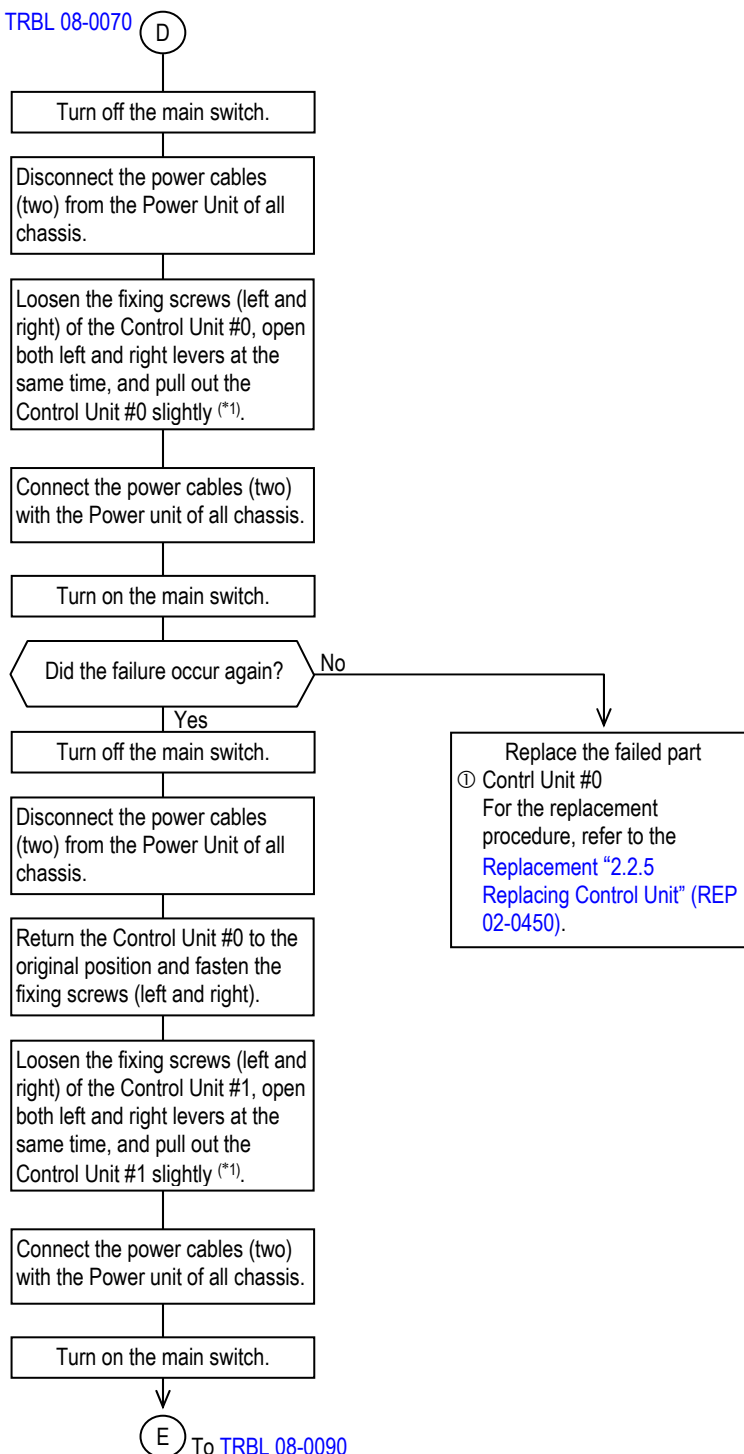 TRBL 08-0070
D
Turn off the main switch.
Disconnect the power cables
(two) from the Power Unit of all
chassis.
Loosen the fixing screws (left and
right) of the Control Unit #0, open
both left and right levers at the
same time, and pull out the
Control Unit #0 slightly (*1).
Connect the power cables (two)
with the Power unit of all chassis.
Turn on the main switch.
Did the failure occur again?
No
Yes
Replace the failed part
① Contrl Unit #0
For the replacement
procedure, refer to the
Replacement “2.2.5
Replacing Control Unit” (REP
02-0450).
Turn off the main switch.
Disconnect the power cables
(two) from the Power Unit of all
chassis.
Return the Control Unit #0 to the
original position and fasten the
fixing screws (left and right).
Loosen the fixing screws (left and
right) of the Control Unit #1, open
both left and right levers at the
same time, and pull out the
Control Unit #1 slightly (*1).
Connect the power cables (two)
with the Power unit of all chassis.
Turn on the main switch.
E
To TRBL 08-0090